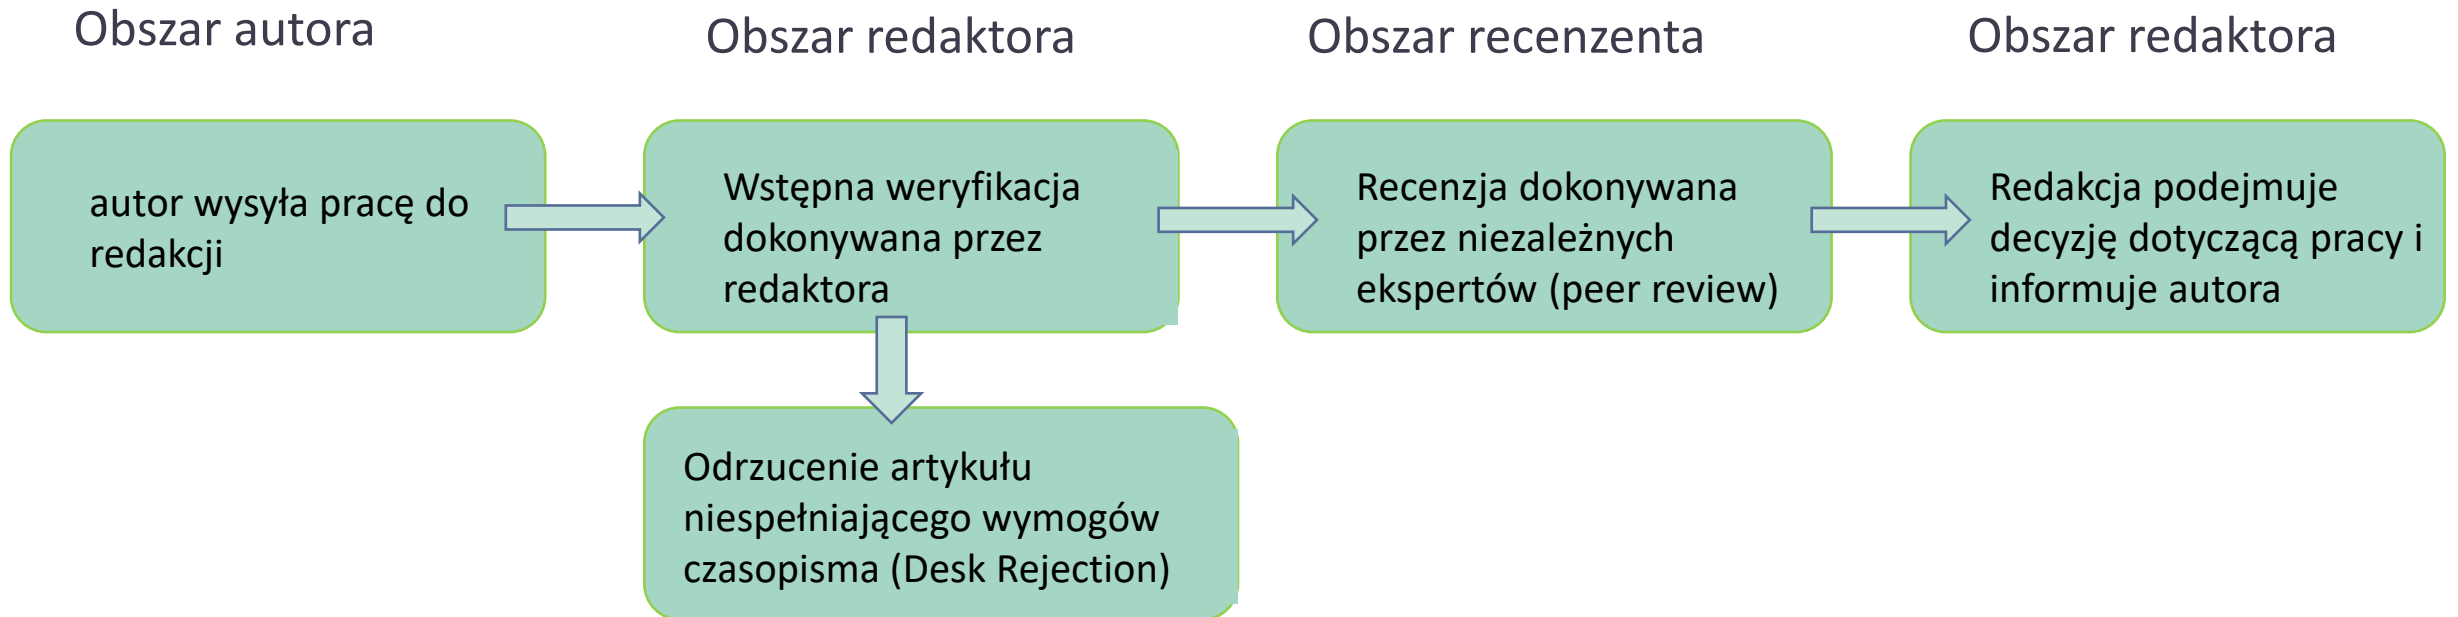 Obszar autora
Obszar redaktora
Obszar recenzenta
Obszar redaktora
autor wysyła pracę do
redakcji
Wstępna weryfikacja
dokonywana przez
redaktora
Recenzja dokonywana
przez niezależnych
ekspertów (peer review)
Redakcja podejmuje
decyzję dotyczącą pracy i
informuje autora
Odrzucenie artykułu
niespełniającego wymogów
czasopisma (Desk Rejection)